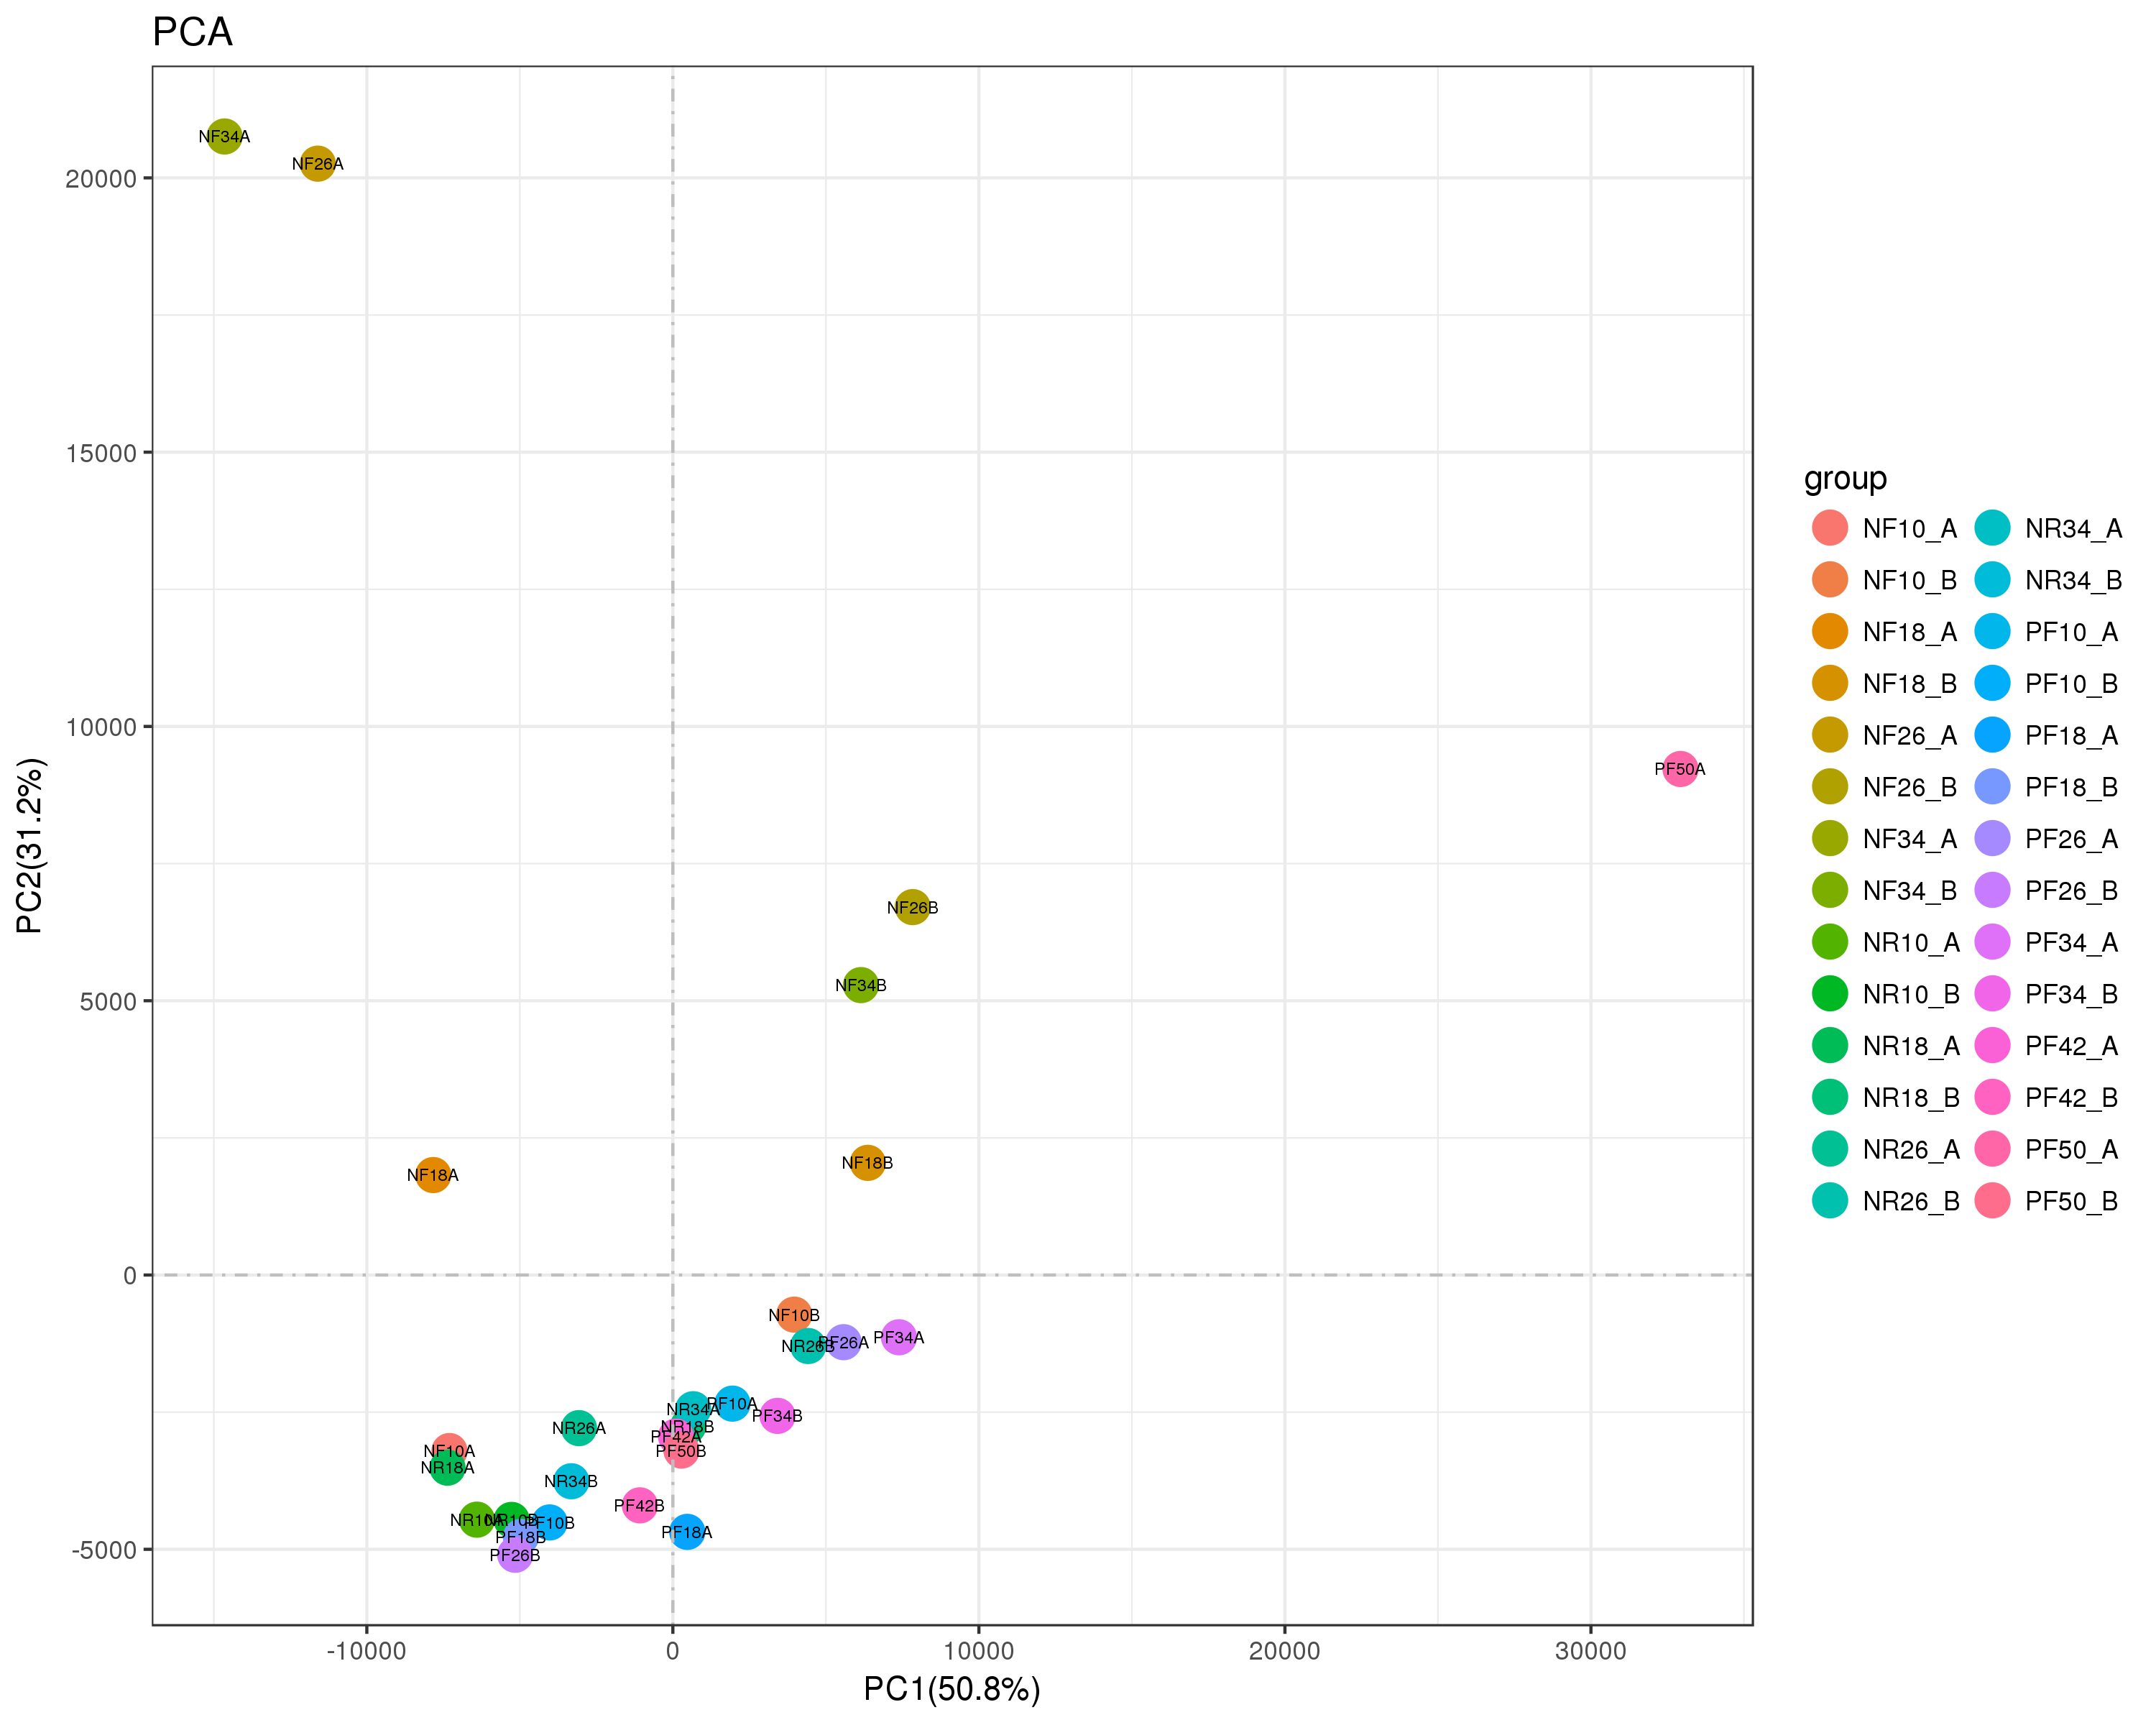 PCA
NF34A
NF26A
20000
15000
10000
PF50A
NF26B
NF34B
5000
NF18B
NF18A
0
NF10B
PF34A
NR26B
PF26A
PF10A
NR34A
PF34B
NR18B
NR26A
PF42A
PF50B
NF10A
NR18A
NR34B
PF42B
NR10A
NR10B
PF10B
PF18A
PF18B
PF26B
-5000
-10000
0
10000
20000
30000
PC1(50.8%)
PC2(31.2%)
group
NF10_A
NF10_B
NF18_A
NF18_B
NF26_A
NF26_B
NF34_A
NF34_B
NR10_A
NR10_B
NR18_A
NR18_B
NR26_A
NR26_B
NR34_A
NR34_B
PF10_A
PF10_B
PF18_A
PF18_B
PF26_A
PF26_B
PF34_A
PF34_B
PF42_A
PF42_B
PF50_A
PF50_B